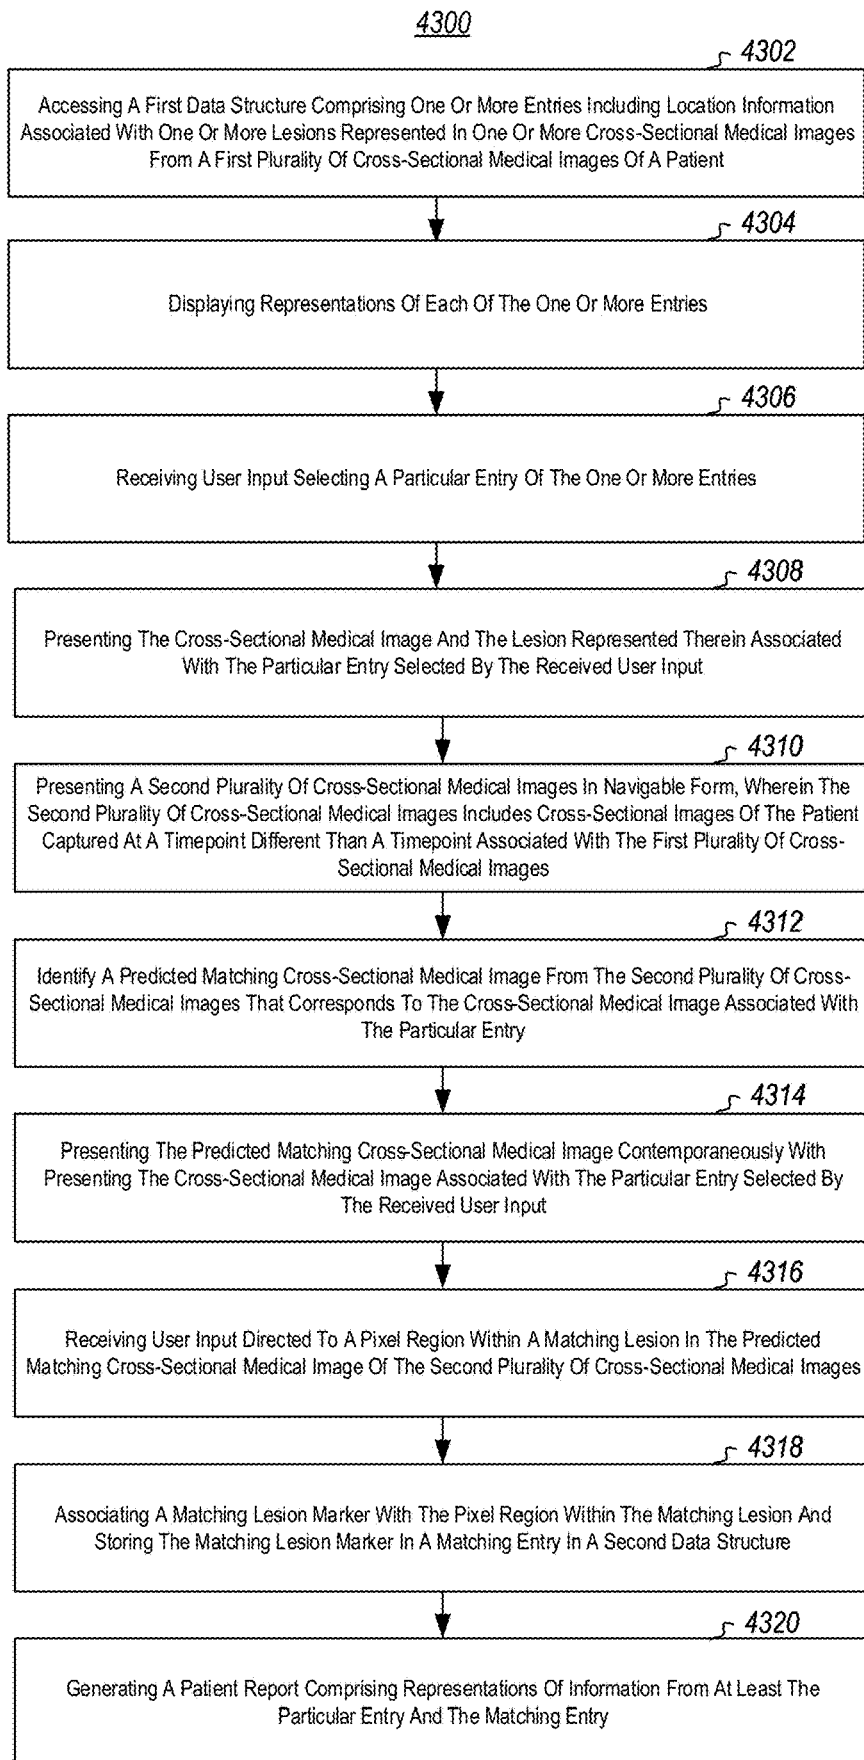 4300
4302
Accessing A First Data Structure Comprising One Or More Entries Including Location Information
Associated With One Or More Lesions Represented In One Or More Cross-Sectional Medical Images
From A First Plurality Of Cross-Sectional Medical Images Of A Patient
4304
Displaying Representations Of Each Of The One Or More Entries
4306
Receiving User Input Selecting A Particular Entry Of The One Or More Entries
4308
Presenting The Cross-Sectional Medical Image And The Lesion Represented Therein Associated
With The Particular Entry Selected By The Received User Input
4310
Presenting A Second Plurality Of Cross-Sectional Medical Images In Navigable Form, Wherein The
Second Plurality Of Cross-Sectional Medical Images Includes Cross-Sectional Images Of The Patient
Captured At A Timepoint Different Than A Timepoint Associated With The First Plurality Of Cross-
Sectional Medical Images
4312
Identify A Predicted Matching Cross-Sectional Medical Image From The Second Plurality Of Cross-
Sectional Medical Images That Corresponds To The Cross-Sectional Medical Image Associated With
The Particular Entry
4314
Presenting The Predicted Matching Cross-Sectional Medical Image Contemporaneously With
Presenting The Cross-Sectional Medical Image Associated With The Particular Entry Selected By
The Received User Input
4316
Receiving User Input Directed To A Pixel Region Within A Matching Lesion In The Predicted
Matching Cross-Sectional Medical Image Of The Second Plurality Of Cross-Sectional Medical Images
4318
Associating A Matching Lesion Marker With The Pixel Region Within The Matching Lesion And
Storing The Matching Lesion Marker In A Matching Entry In A Second Data Structure
4320
Generating A Patient Report Comprising Representations Of Information From At Least The
Particular Entry And The Matching Entry